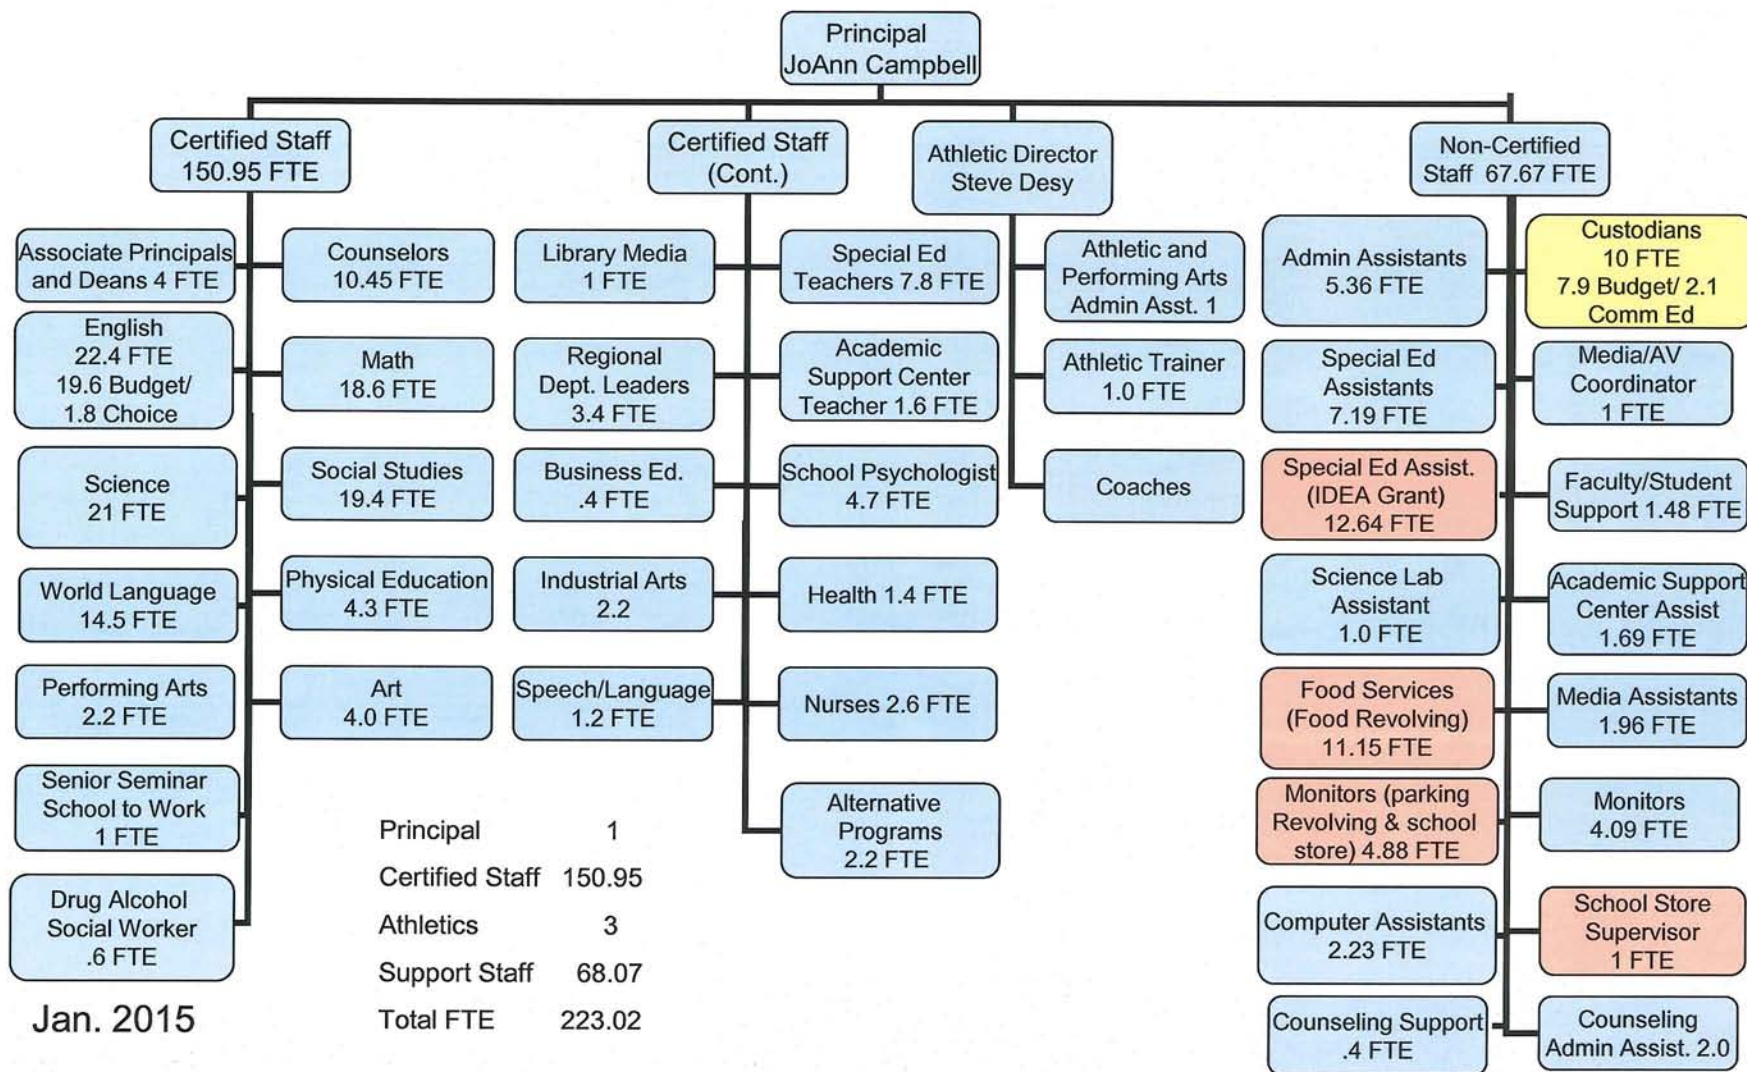 Principal
JoAnn Campbell
Certified Staff
150.95 FTE
Certified Staff
(Cont.)
Athletic Director
Steve Desy
Non-Certified
Staff 67.67 FTE
Associate Principals
and Deans 4 FTE
Counselors
10.45 FTE
English
22.4 FTE
19.6 Budget/
1.8 Choice
Math
18.6 FTE
Science
21 FTE
Social Studies
19.4 FTE
World Language
14.5 FTE
Physical Education
4.3 FTE
Performing Arts
2.2 FTE
Art
4.0 FTE
Senior Seminar
School to Work
1 FTE
Drug Alcohol
Social Worker
.6 FTE
Library Media
1 FTE
Special Ed
Teachers 7.8 FTE
Regional
Dept. Leaders
3.4 FTE
Academic
Support Center
Teacher 1.6 FTE
Business Ed.
.4 FTE
School Psychologist
4.7 FTE
Industrial Arts
2.2
Health 1.4 FTE
Speech/Language
1.2 FTE
Nurses 2.6 FTE
Alternative
Programs
2.2 FTE
Athletic and
Performing Arts
Admin Asst. 1
Athletic Trainer
1.0 FTE
Coaches
Admin Assistants
5.36 FTE
Custodians
10 FTE
7.9 Budget/ 2.1
Comm Ed
Special Ed
Assistants
7.19 FTE
Media/AV
Coordinator
1 FTE
Special Ed Assist.
(IDEA Grant)
12.64 FTE
Faculty/Student
Support 1.48 FTE
Science Lab
Assistant
1.0 FTE
Academic Support
Center Assist
1.69 FTE
Food Services
(Food Revolving)
11.15 FTE
Media Assistants
1.96 FTE
Monitors (parking
Revolving & school
store) 4.88 FTE
Monitors
4.09 FTE
Computer Assistants
2.23 FTE
School Store
Supervisor
1 FTE
Counseling Support
.4 FTE
Counseling
Admin Assist. 2.0
Principal 1
Certified Staff 150.95
Athletics 3
Support Staff 68.07
Total FTE 223.02
Jan. 2015